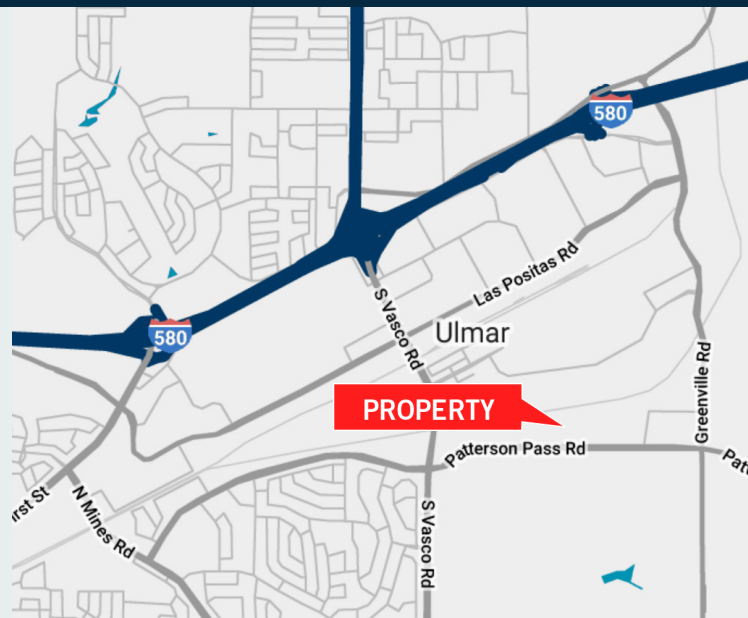 580
Las Positas Rd
S Vasco Rd
580
Ulmar
Greenville Rd
PROPERTY
Patterson Pass Rd
N Mines Rd
S Vasco Rd